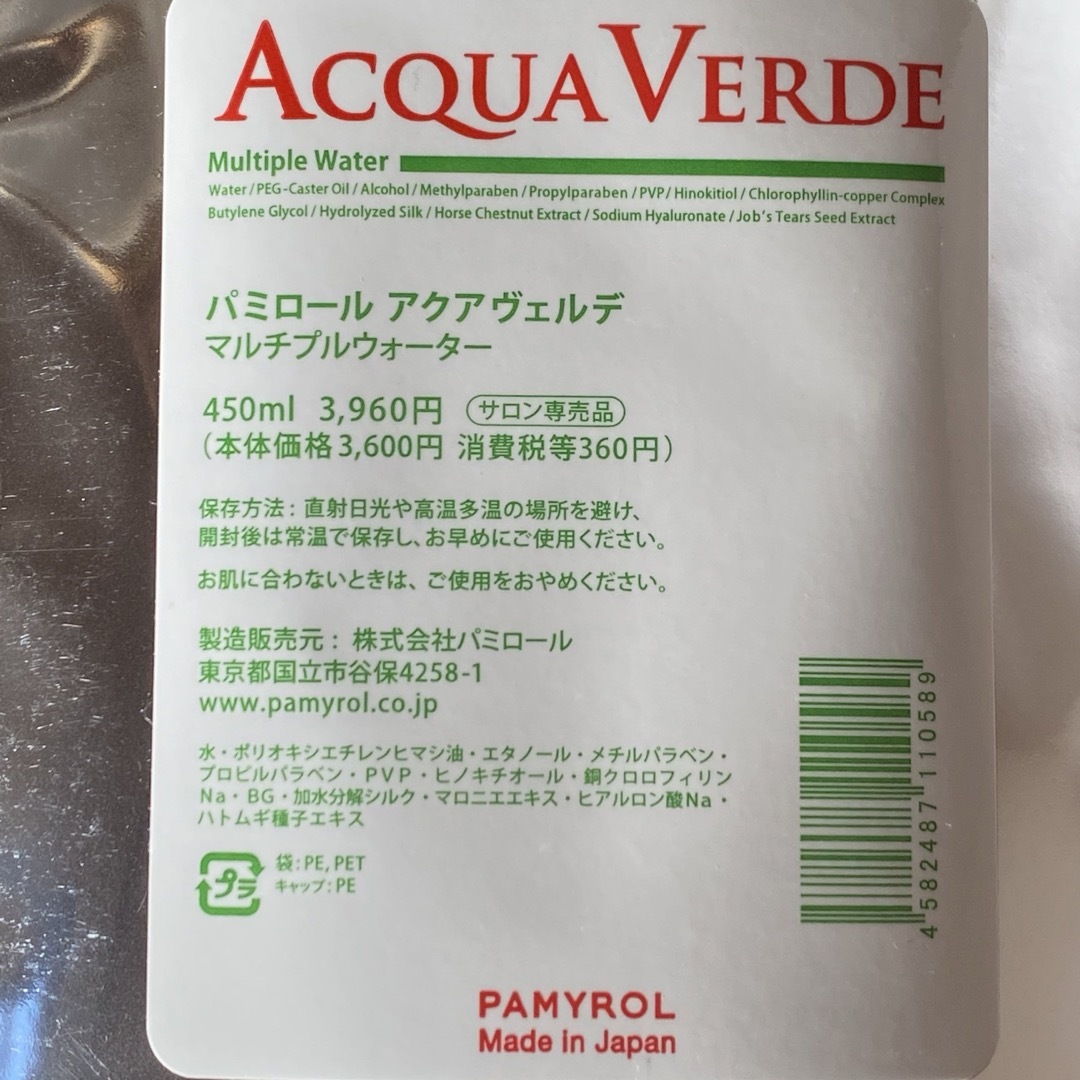 ACQUA VERDE
Multiple Water
Water / PEG-Caster Oil / Alcohol / Methylparaben / Propylparaben / PVP / Hinokitiol / Chlorophyllin-copper Complex
Butylene Glycol / Hydrolyzed Silk / Horse Chestnut Extract / Sodium Hyaluronate / Job's Tears Seed Extract
パミロール アクアヴェルデ
マルチプルウォーター
450ml 3,960円 サロン専売品
(本体価格3,600円 消費税等360円)
保存方法：直射日光や高温多湿の場所を避け、
開封後は常温で保存し、お早めにご使用ください。
お肌に合わないときは、ご使用をおやめください。
製造販売元：株式会社パミロール
東京都国立市谷保4258-1
www.pamyrol.co.jp
水・ポリオキシエチレンヒマシ油・エタノール・メチルパラベン・
プロピルパラベン・PVP・ヒノキチオール・銅クロロフィリン
Na・BG・加水分解シルク・マロニエエキス・ヒアルロン酸Na・
ハトムギ種子エキス
プラ
袋：PE, PET
キャップ：PE
4 582487 110589
PAMYROL
Made in Japan